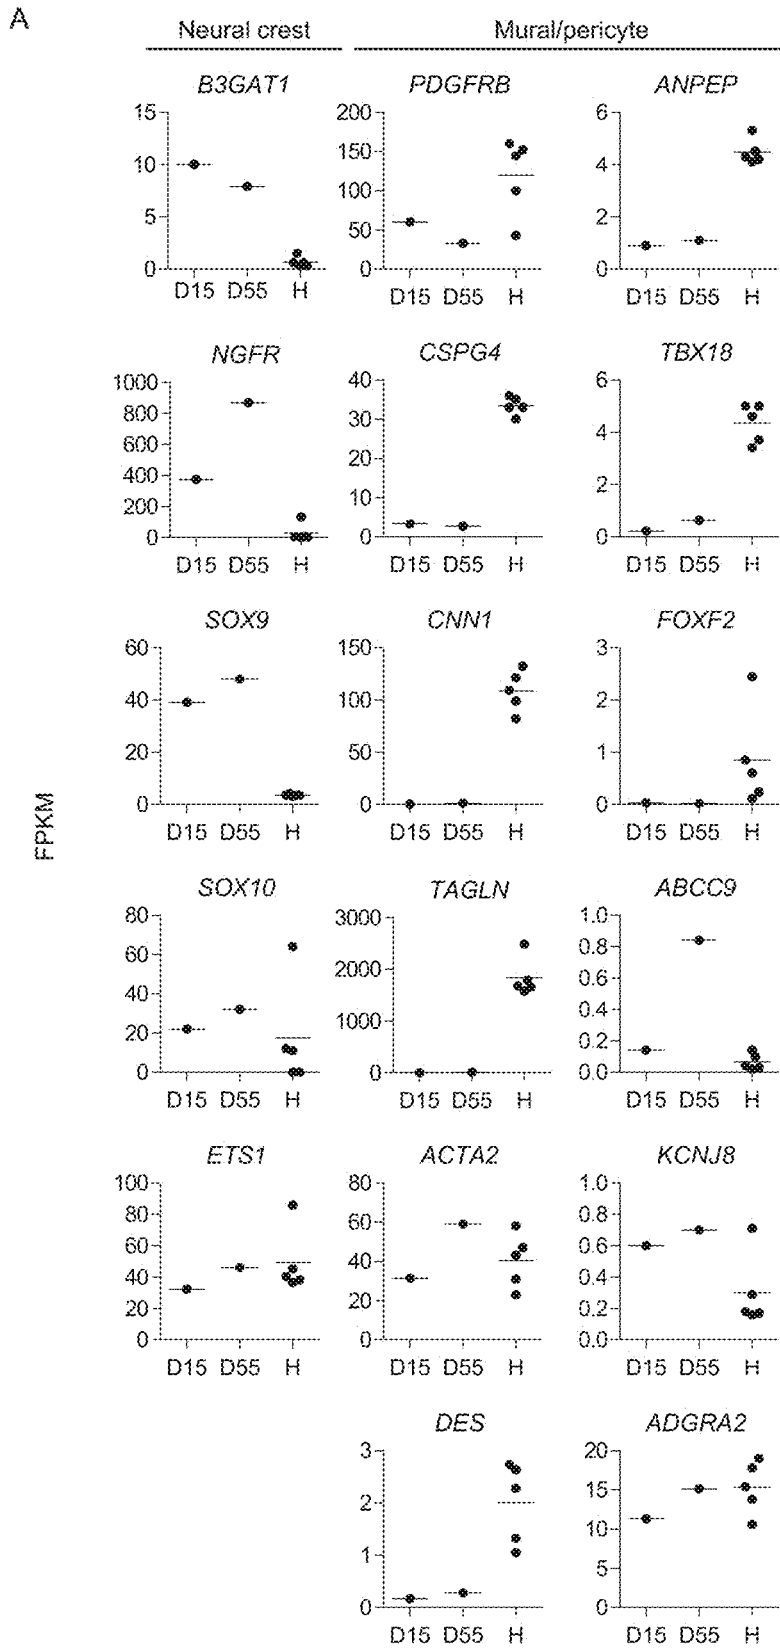 A
Neural crest Mural/pericyte
B3GAT1 PDGFRB ANPEP
15 200 6
150
10 4
100
5 2
50
0 0 0
D15 D55 H D15 D55 H D15 D55 H
NGFR CSPG4 TBX18
1000 40 6
800 30
600 4
20
400 2
200 10
0 0 0
D15 D55 H D15 D55 H D15 D55 H
SOX9 CNN1 FOXF2
60 150 3
40 100 2
20 50 1
0 0 0
D15 D55 H D15 D55 H D15 D55 H
FPKM
SOX10 TAGLN ABCC9
80 3000 1.0
60 0.8
2000 0.6
40
1000 0.4
20 0.2
0 0 0.0
D15 D55 H D15 D55 H D15 D55 H
ETS1 ACTA2 KCNJ8
100 80 1.0
80 60 0.8
60 0.6
40
40 0.4
20 20 0.2
0 0 0.0
D15 D55 H D15 D55 H D15 D55 H
DES ADGRA2
3 20
15
2
10
1
5
0 0
D15 D55 H D15 D55 H